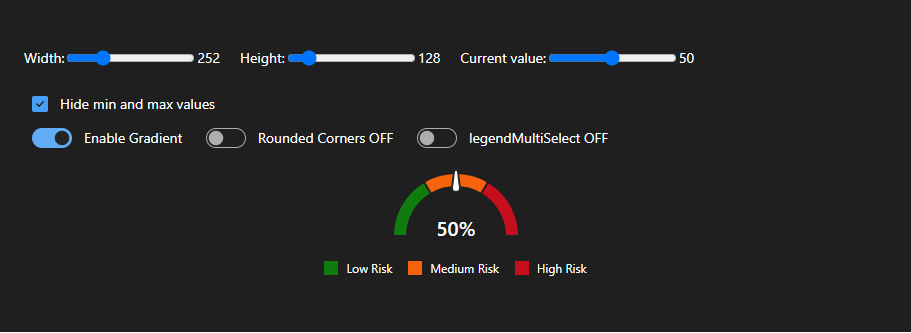 Width: 252 Height: 128 Current value: 50
Hide min and max values
Enable Gradient Rounded Corners OFF legendMultiSelect OFF
50%
Low Risk Medium Risk High Risk